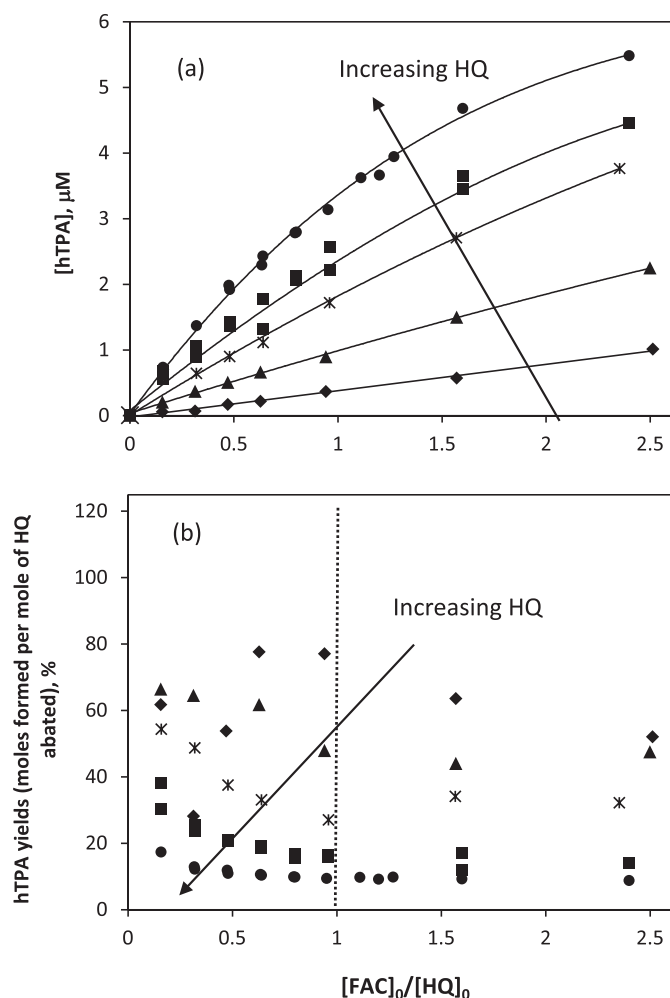 6
5
4
3
2
1
0
(a)
Increasing HQ
[hTPA], μM
0 0.5 1 1.5 2 2.5
120
100
80
60
40
20
0
(b)
Increasing HQ
hTPA yields (moles formed per mole of HQ
abated), %
0 0.5 1 1.5 2 2.5
[FAC]₀/[HQ]₀